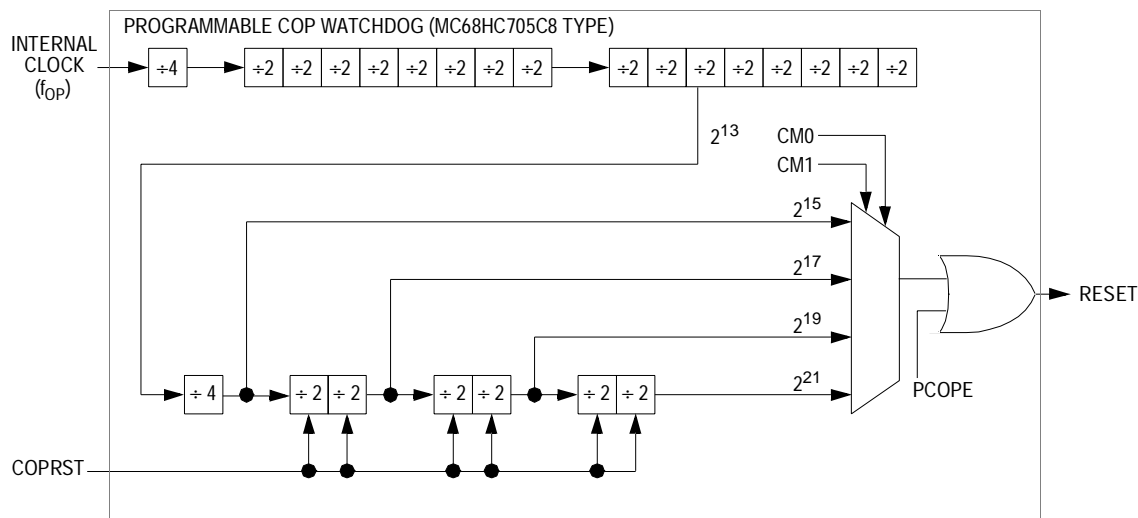 PROGRAMMABLE COP WATCHDOG (MC68HC705C8 TYPE)
INTERNAL
CLOCK
(fOP)
÷4
÷2 ÷2 ÷2 ÷2 ÷2 ÷2 ÷2 ÷2
÷2 ÷2 ÷2 ÷2 ÷2 ÷2 ÷2 ÷2
2^13
CM0
CM1
2^15
2^17
2^19
2^21
RESET
PCOPE
÷ 4
÷ 2 ÷ 2
÷ 2 ÷ 2
÷ 2 ÷ 2
COPRST